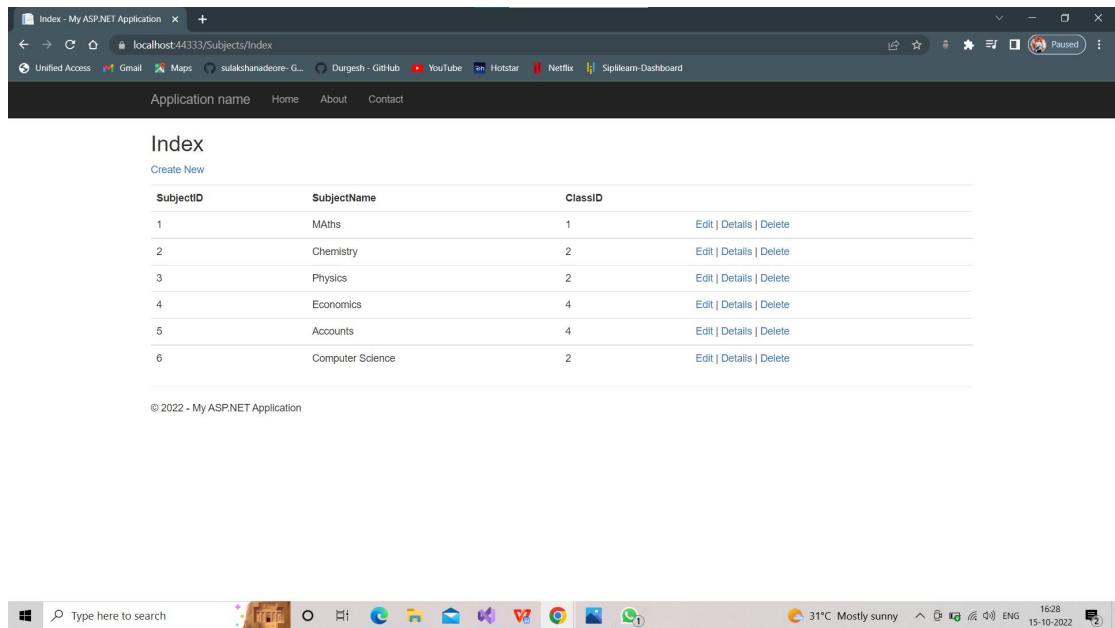 Index - My ASP.NET Application
localhost:44333/Subjects/Index
Paused
Unified Access Gmail Maps sulakshanadeore- G... Durgesh - GitHub YouTube Hotstar Netflix Siplilearn-Dashboard
Application name Home About Contact
Index
Create New
SubjectID SubjectName ClassID
1 MAths 1 Edit | Details | Delete
2 Chemistry 2 Edit | Details | Delete
3 Physics 2 Edit | Details | Delete
4 Economics 4 Edit | Details | Delete
5 Accounts 4 Edit | Details | Delete
6 Computer Science 2 Edit | Details | Delete
© 2022 - My ASP.NET Application
Type here to search
1
31°C Mostly sunny
ENG
16:28
15-10-2022
2